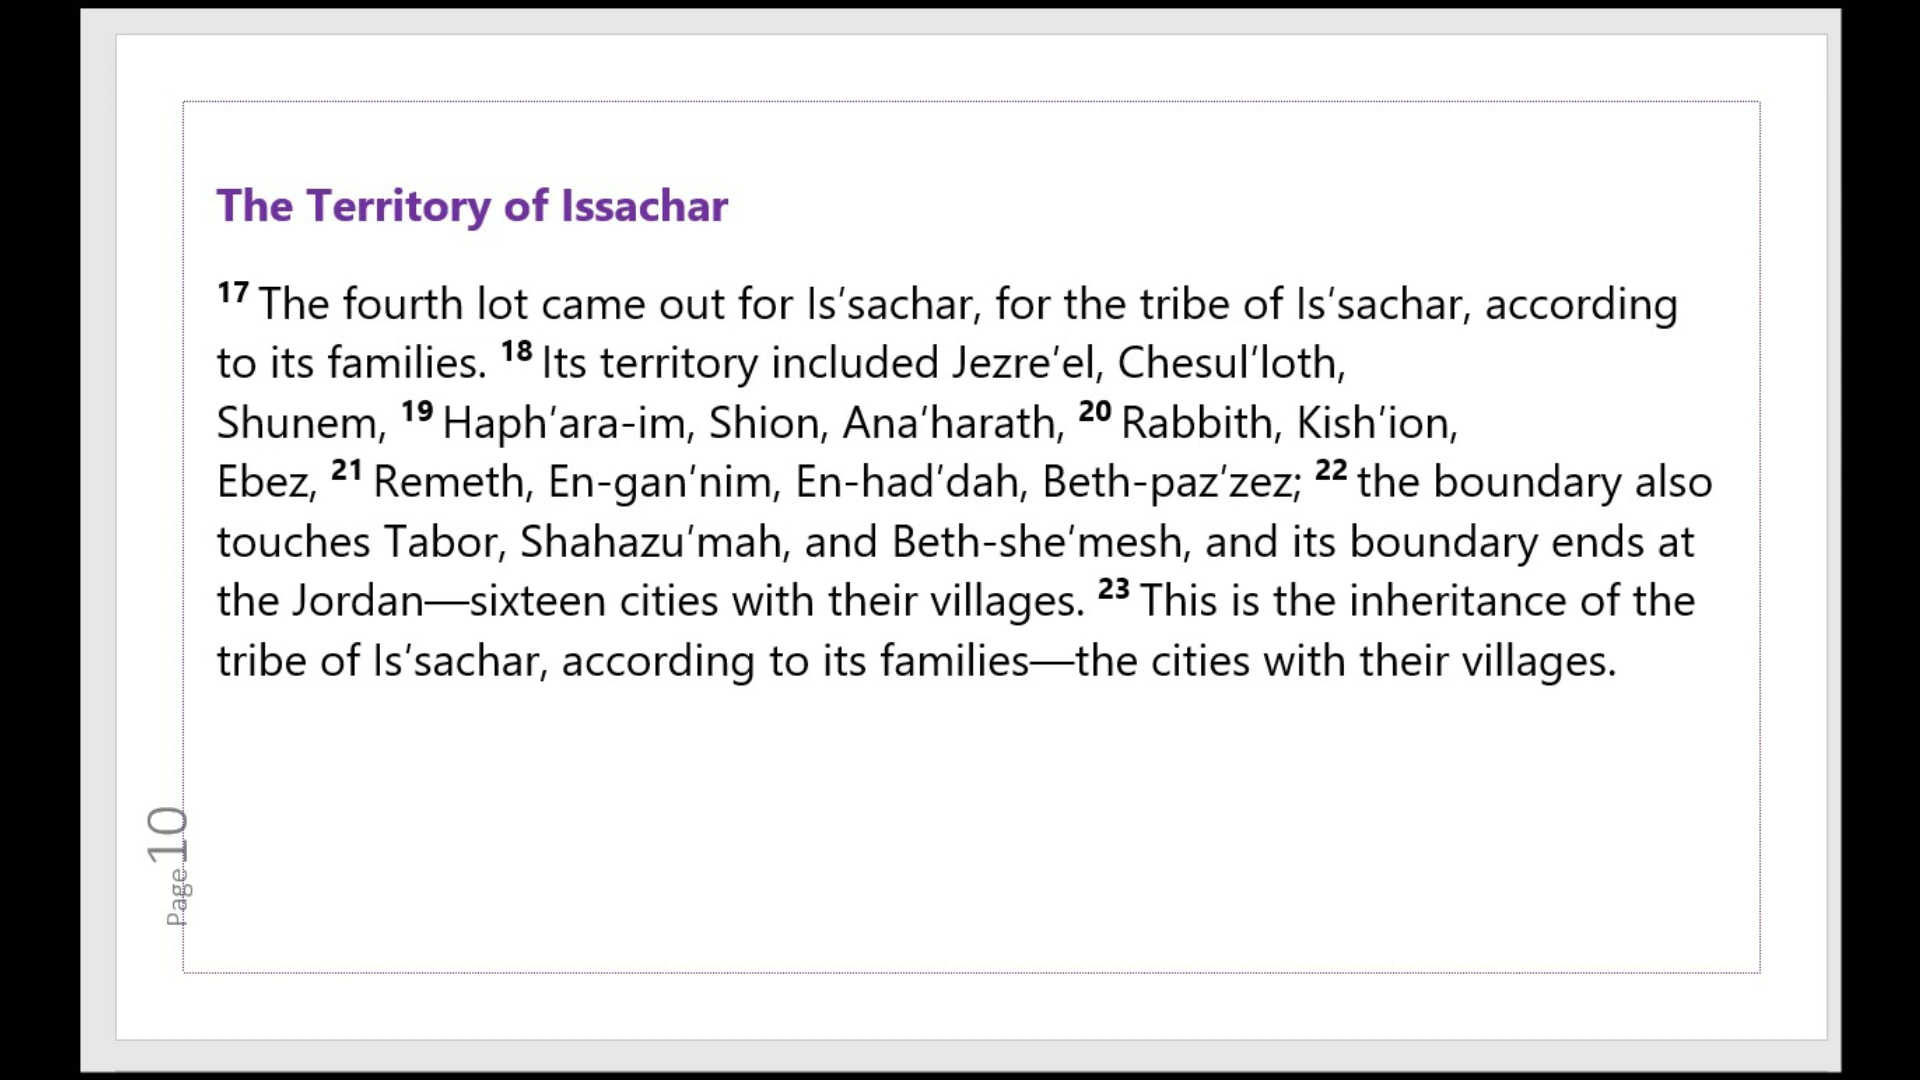 The Territory of Issachar
17 The fourth lot came out for Is′sachar, for the tribe of Is′sachar, according
to its families. 18 Its territory included Jezre′el, Chesul′loth,
Shunem, 19 Haph′ara-im, Shion, Ana′harath, 20 Rabbith, Kish′ion,
Ebez, 21 Remeth, En-gan′nim, En-had′dah, Beth-paz′zez; 22 the boundary also
touches Tabor, Shahazu′mah, and Beth-she′mesh, and its boundary ends at
the Jordan—sixteen cities with their villages. 23 This is the inheritance of the
tribe of Is′sachar, according to its families—the cities with their villages.
Page 10